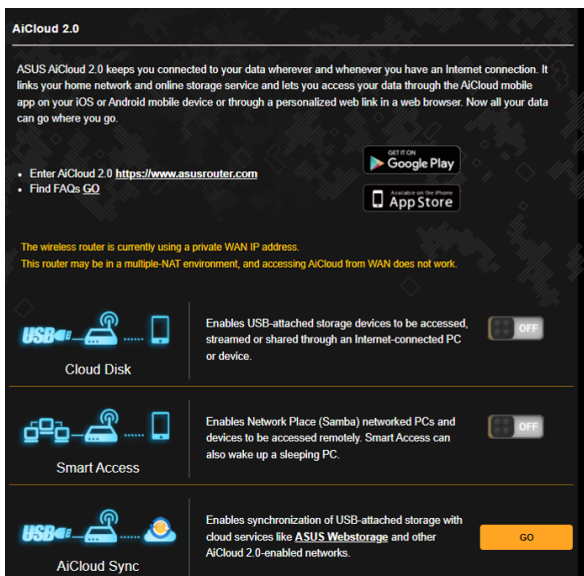 AiCloud 2.0
ASUS AiCloud 2.0 keeps you connected to your data wherever and whenever you have an Internet connection. It
links your home network and online storage service and lets you access your data through the AiCloud mobile
app on your iOS or Android mobile device or through a personalized web link in a web browser. Now all your data
can go where you go.
GET IT ON
Google Play
Enter AiCloud 2.0 https://www.asusrouter.com
Find FAQs GO
Available on the iPhone
App Store
The wireless router is currently using a private WAN IP address.
This router may be in a multiple-NAT environment, and accessing AiCloud from WAN does not work.
USB
Cloud Disk
Enables USB-attached storage devices to be accessed,
streamed or shared through an Internet-connected PC
or device.
OFF
Smart Access
Enables Network Place (Samba) networked PCs and
devices to be accessed remotely. Smart Access can
also wake up a sleeping PC.
OFF
USB
AiCloud Sync
Enables synchronization of USB-attached storage with
cloud services like ASUS Webstorage and other
AiCloud 2.0-enabled networks.
GO